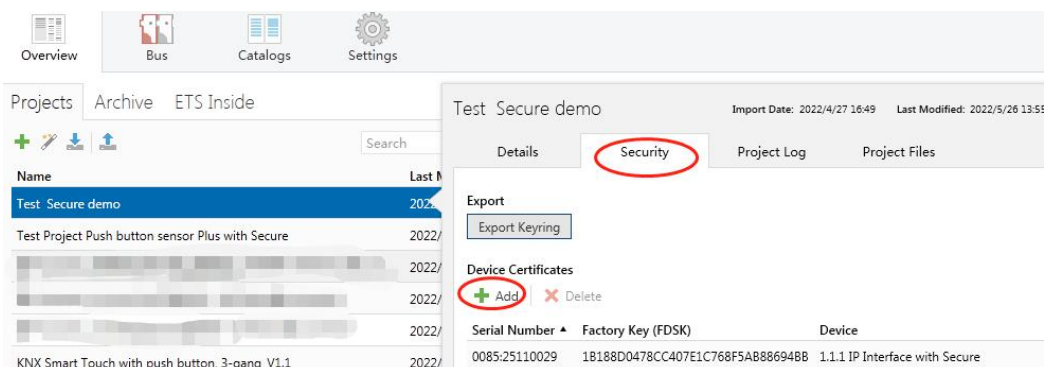 Overview Bus Catalogs Settings
Projects Archive ETS Inside
Search
Name Last M
Test Secure demo 2022
Test Project Push button sensor Plus with Secure 2022/
2022/
2022/
2022/
KNX Smart Touch with push button, 3-gang V1.1 2022/
Test Secure demo Import Date: 2022/4/27 16:49 Last Modified: 2022/5/26 13:55
Details Security Project Log Project Files
Export
Export Keyring
Device Certificates
Add Delete
Serial Number Factory Key (FDSK) Device
0085:25110029 1B188D0478CC407E1C768F5AB88694BB 1.1.1 IP Interface with Secure